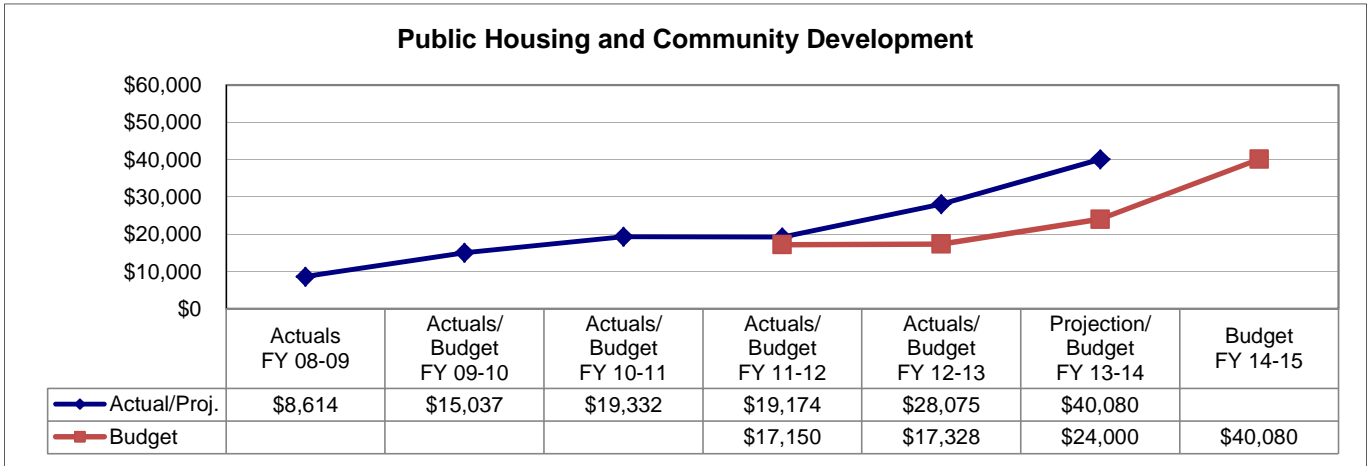 Public Housing and Community Development
$60,000
$50,000
$40,000
$30,000
$20,000
$10,000
$0
Actuals
FY 08-09
Actuals/
Budget
FY 09-10
Actuals/
Budget
FY 10-11
Actuals/
Budget
FY 11-12
Actuals/
Budget
FY 12-13
Projection/
Budget
FY 13-14
Budget
FY 14-15
Actual/Proj. $8,614 $15,037 $19,332 $19,174 $28,075 $40,080
Budget $17,150 $17,328 $24,000 $40,080